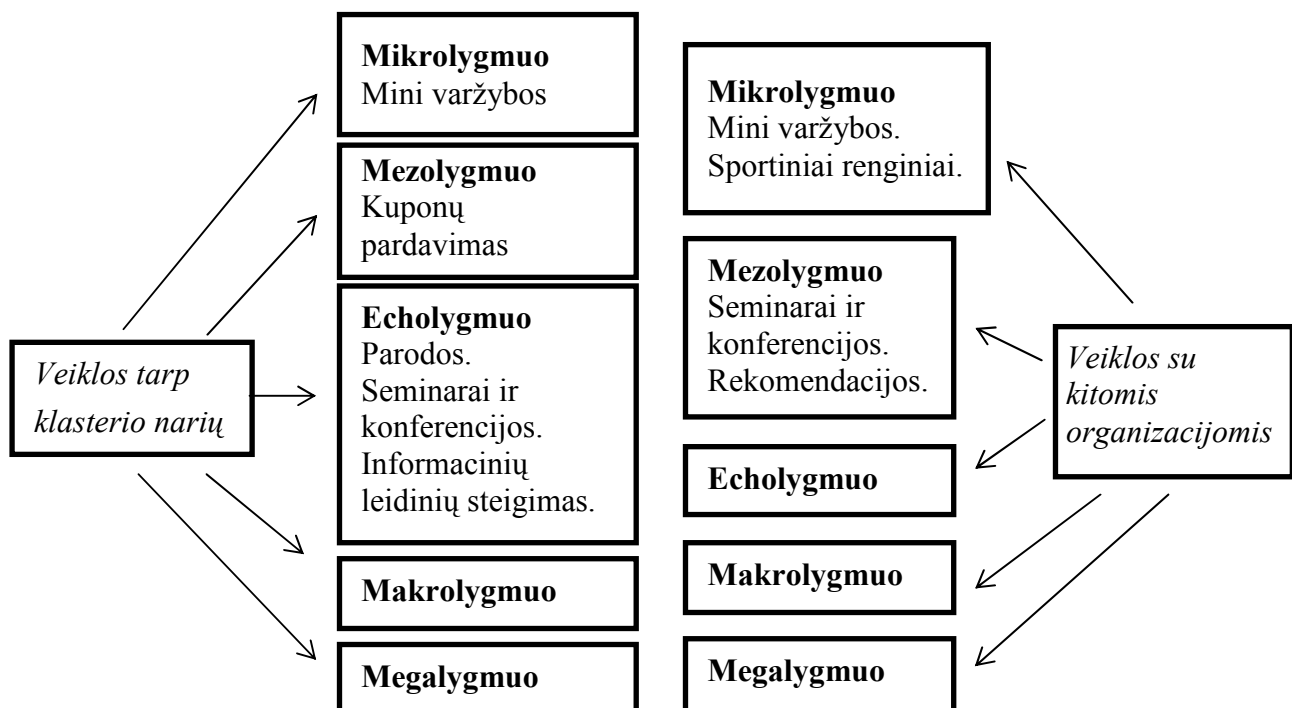 Veiklos tarp
klasterio narių
Mikrolygmuo
Mini varžybos
Mezolygmuo
Kuponų
pardavimas
Echolygmuo
Parodos.
Seminarai ir
konferencijos.
Informacinių
leidinių steigimas.
Makrolygmuo
Megalygmuo
Mikrolygmuo
Mini varžybos.
Sportiniai renginiai.
Mezolygmuo
Seminarai ir
konferencijos.
Rekomendacijos.
Echolygmuo
Makrolygmuo
Megalygmuo
Veiklos su
kitomis
organizacijomis